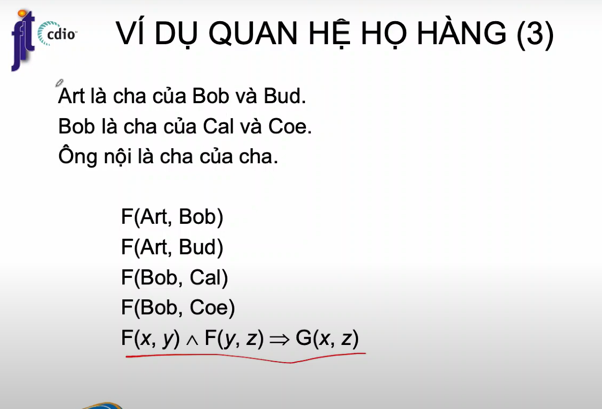 fit cdio
VÍ DỤ QUAN HỆ HỌ HÀNG (3)
Art là cha của Bob và Bud.
Bob là cha của Cal và Coe.
Ông nội là cha của cha.
F(Art, Bob)
F(Art, Bud)
F(Bob, Cal)
F(Bob, Coe)
F(x, y) ∧ F(y, z) ⇒ G(x, z)